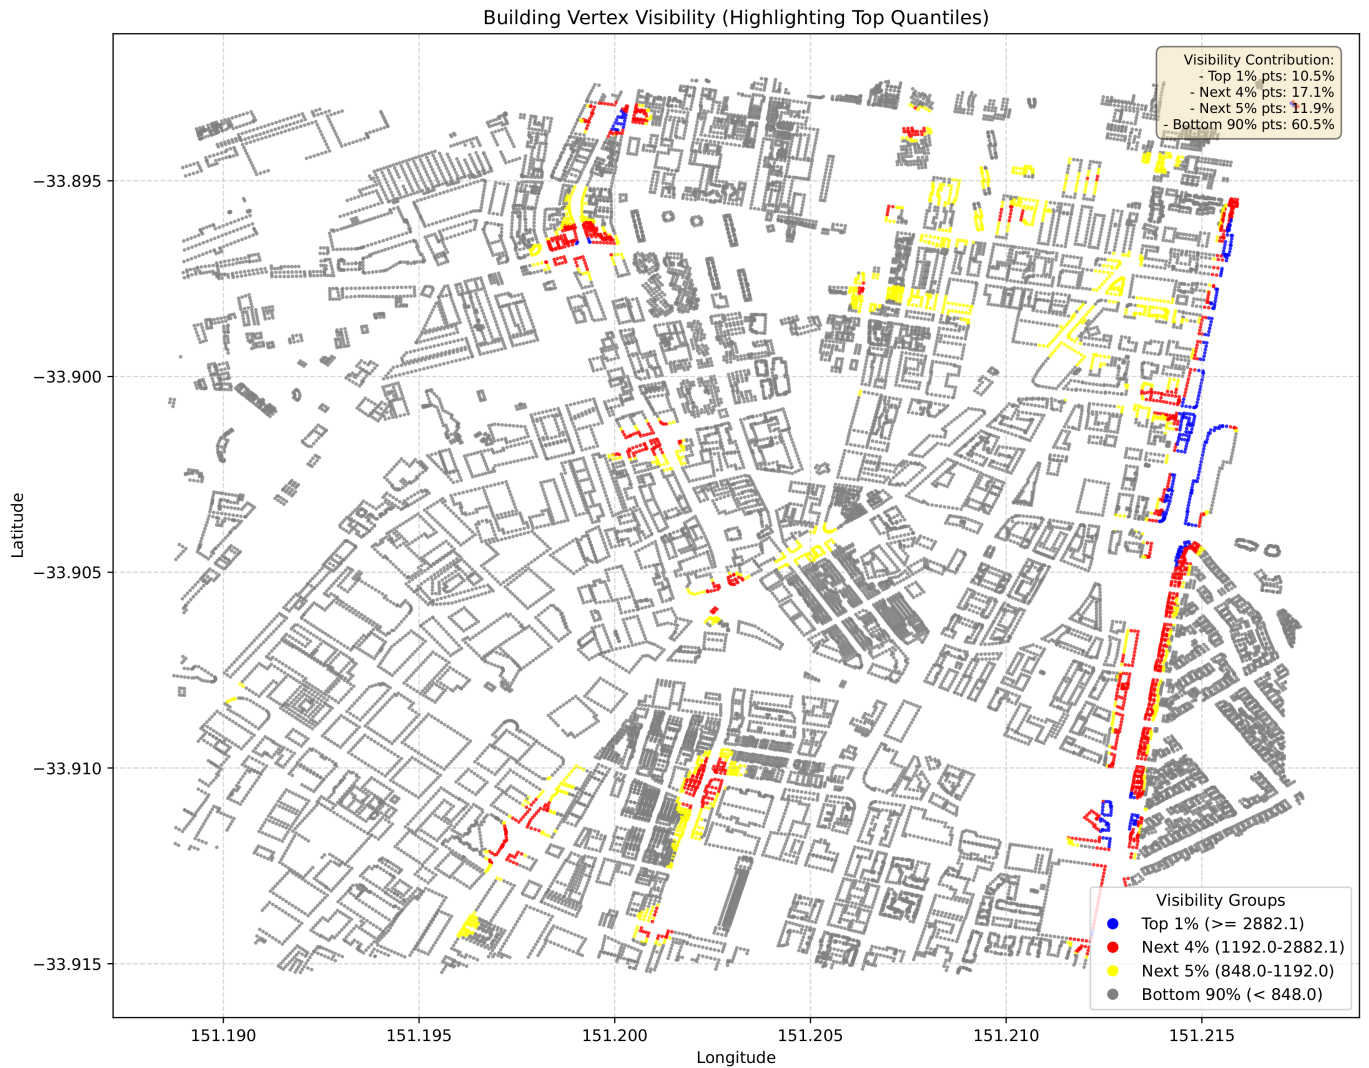 Building Vertex Visibility (Highlighting Top Quantiles)
Visibility Contribution:
- Top 1% pts: 10.5%
- Next 4% pts: 17.1%
- Next 5% pts: 11.9%
- Bottom 90% pts: 60.5%
−33.895
−33.900
−33.905
−33.910
−33.915
Latitude
Visibility Groups
Top 1% (>= 2882.1)
Next 4% (1192.0-2882.1)
Next 5% (848.0-1192.0)
Bottom 90% (< 848.0)
151.190
151.195
151.200
151.205
151.210
151.215
Longitude